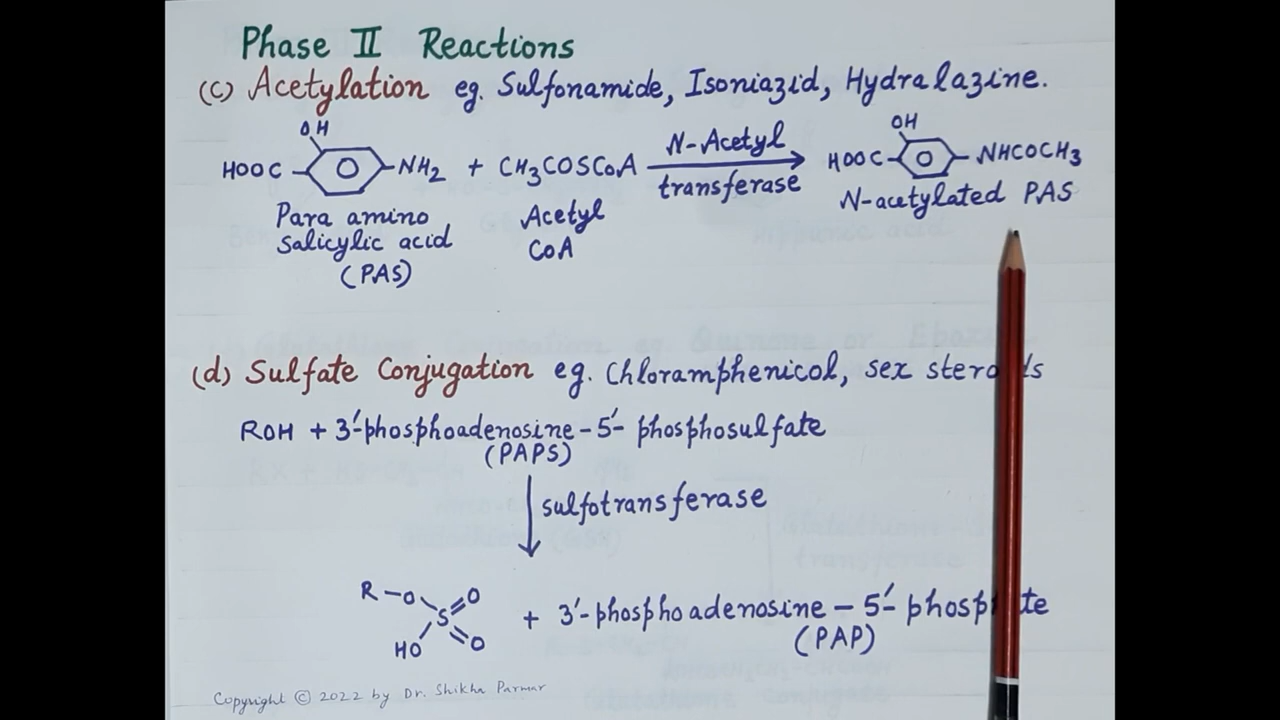 Phase II Reactions
(c) Acetylation eg. Sulfonamide, Isoniazid, Hydralazine.
OH
HOOC NH2 + CH3COSCoA N-Acetyl transferase
Para amino
Salicylic acid
(PAS)
Acetyl
CoA
OH
HOOC NHCOCH3
N-acetylated PAS
(d) Sulfate Conjugation eg. Chloramphenicol, sex steroids
ROH + 3'-phosphoadenosine-5'-phosphosulfate
(PAPS)
sulfotransferase
R-O S O
HO O
+ 3'-phosphoadenosine-5'-phosphate
(PAP)
Copyright © 2022 by Dr. Shikha Parmar